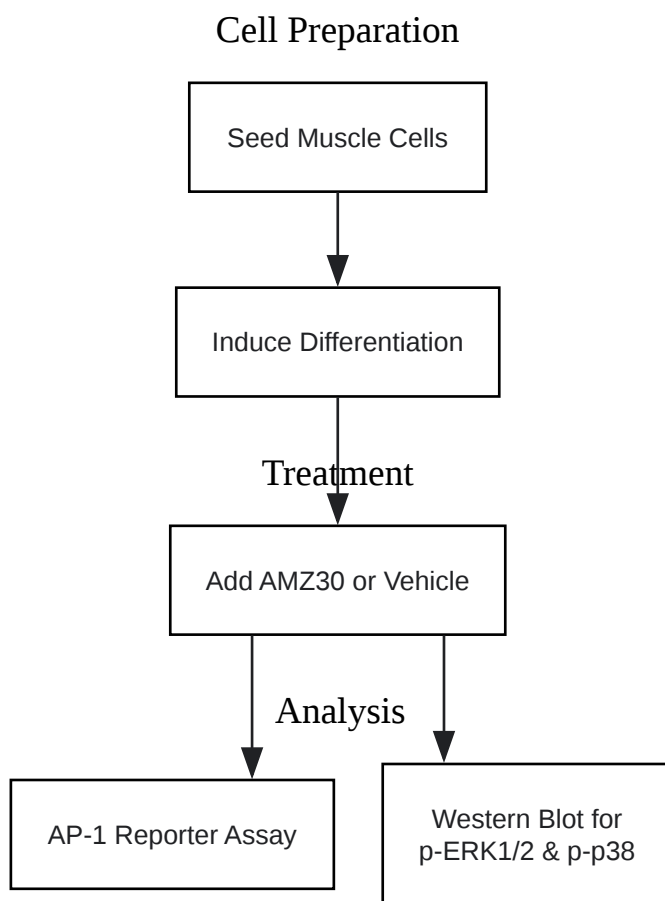 Cell Preparation
Seed Muscle Cells
Induce Differentiation
Treatment
Add AMZ30 or Vehicle
Analysis
AP-1 Reporter Assay
Western Blot for
p-ERK1/2 & p-p38